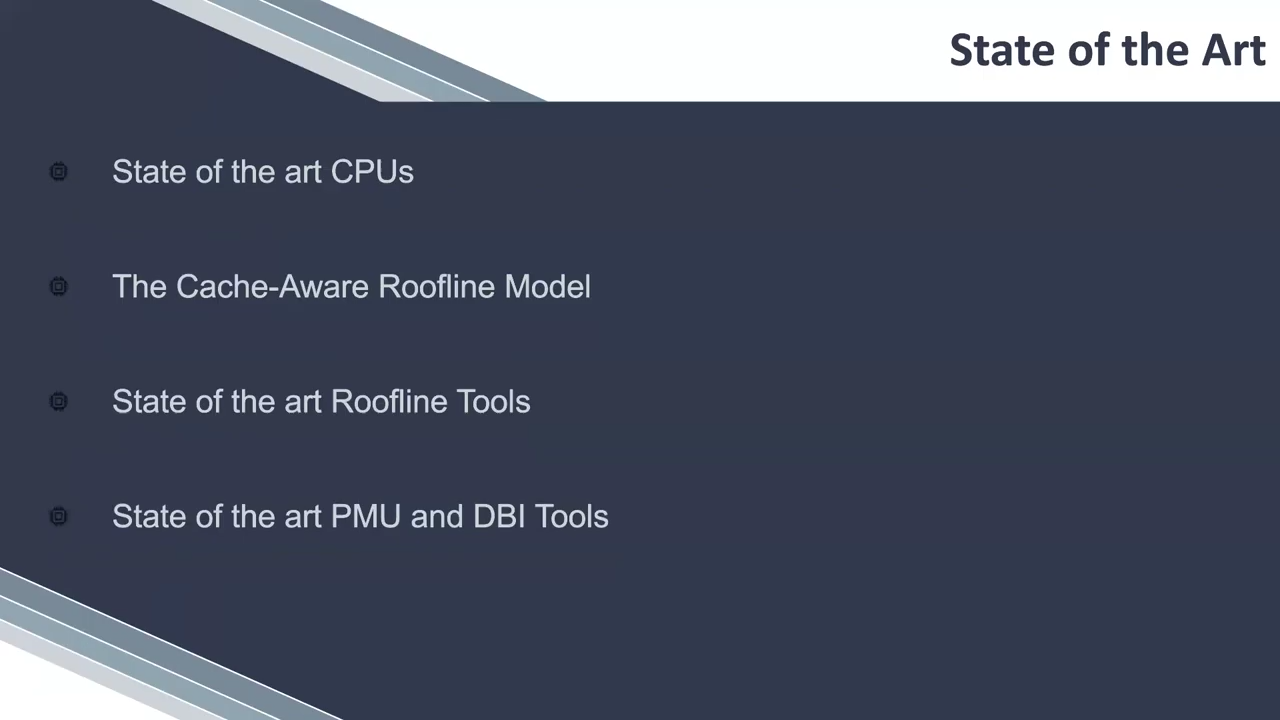 State of the Art
State of the art CPUs
The Cache-Aware Roofline Model
State of the art Roofline Tools
State of the art PMU and DBI Tools